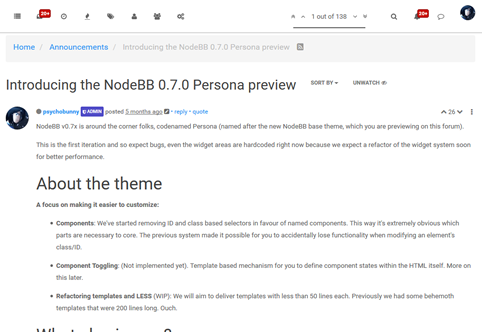 20+
1 out of 138
20+
Home / Announcements / Introducing the NodeBB 0.7.0 Persona preview
Introducing the NodeBB 0.7.0 Persona preview SORT BY UNWATCH
psychobunny ADMIN posted 5 months ago • reply • quote 26
NodeBB v0.7x is around the corner folks, codenamed Persona (named after the new NodeBB base theme, which you are previewing on this forum).
This is the first iteration and so expect bugs, even the widget areas are hardcoded right now because we expect a refactor of the widget system soon
for better performance.
About the theme
A focus on making it easier to customize:
• Components: We've started removing ID and class based selectors in favour of named components. This way it's extremely obvious which
parts are necessary to core. The previous system made it possible for you to accidentally lose functionality when modifying an element's
class/ID.
• Component Toggling: (Not implemented yet). Template based mechanism for you to define component states within the HTML itself. More on
this later.
• Refactoring templates and LESS (WIP): We will aim to deliver templates with less than 50 lines each. Previously we had some behemoth
templates that were 200 lines long. Ouch.